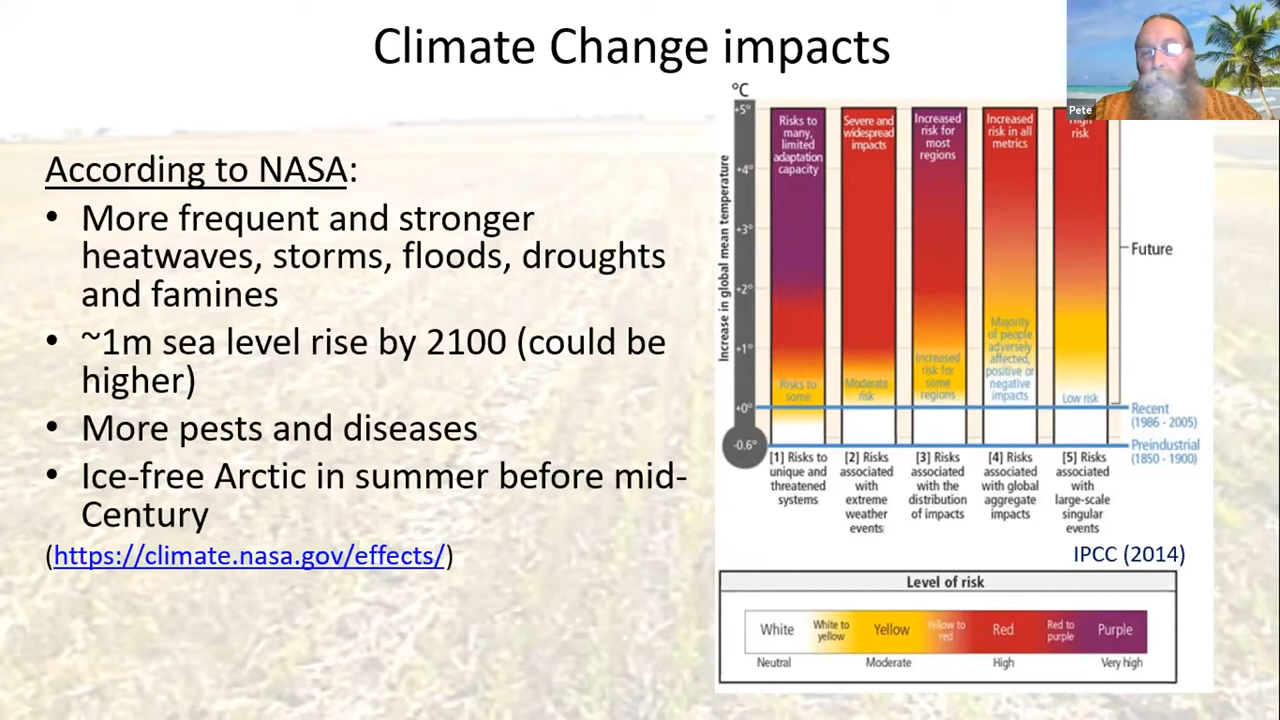 Climate Change impacts
Pete
According to NASA:
• More frequent and stronger
heatwaves, storms, floods, droughts
and famines
• ~1m sea level rise by 2100 (could be
higher)
• More pests and diseases
• Ice-free Arctic in summer before mid-
Century
(https://climate.nasa.gov/effects/)
°C
Increase in global mean temperature
+5°
+4°
+3°
+2°
+1°
+0°
-0.6°
Risks to
many,
limited
adaptation
capacity
Risks to
some
Severe and
widespread
impacts
Moderate
risk
Increased
risk for
most
regions
Increased
risk for
some
regions
Increased
risk in all
metrics
Majority
of people
adversely
affected,
positive or
negative
impacts
High
risk
Low risk
Future
Recent
(1986 - 2005)
Preindustrial
(1850 - 1900)
[1] Risks to
unique and
threatened
systems
[2] Risks
associated
with
extreme
weather
events
[3] Risks
associated
with the
distribution
of impacts
[4] Risks
associated
with global
aggregate
impacts
[5] Risks
associated
with
large-scale
singular
events
IPCC (2014)
Level of risk
White
White to
yellow
Yellow
Yellow to
red
Red
Red to
purple
Purple
Neutral
Moderate
High
Very high